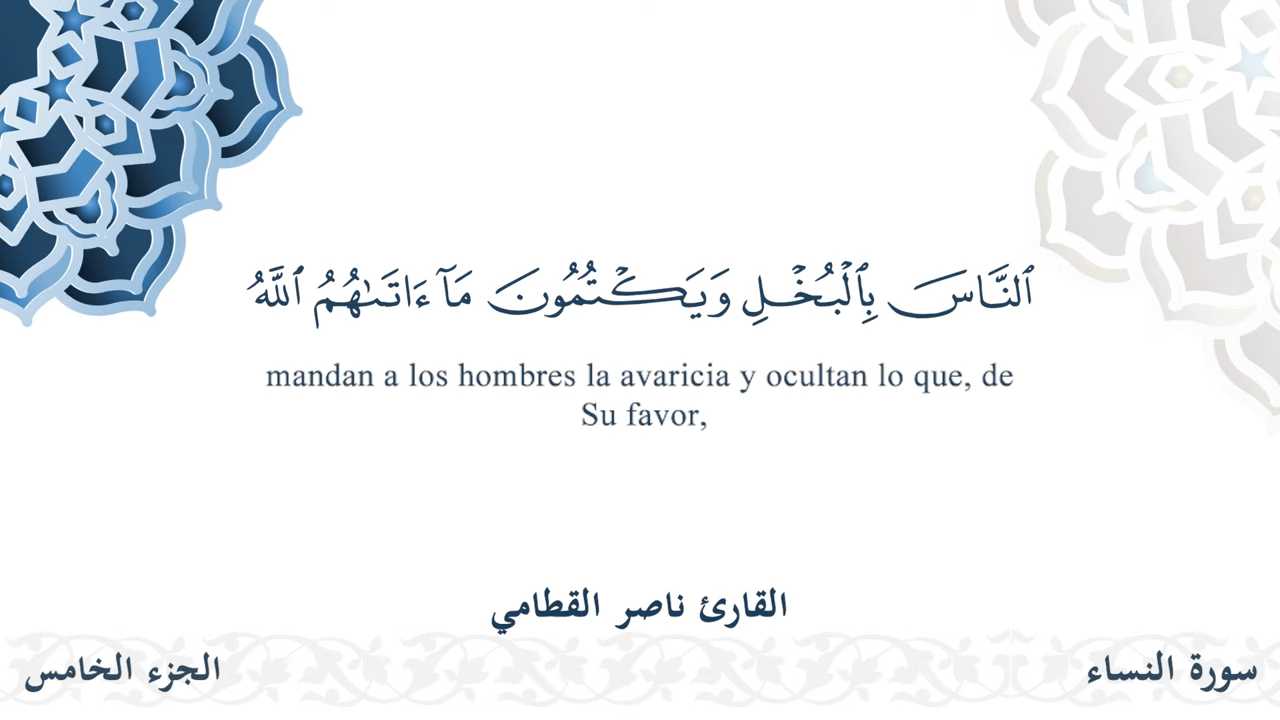 ٱلنَّاسَ بِٱلْبُخْلِ وَيَكْتُمُونَ مَآ ءَاتَىٰهُمُ ٱللَّهُ
mandan a los hombres la avaricia y ocultan lo que, de
Su favor,
القارئ ناصر القطامي
سورة النساء
الجزء الخامس